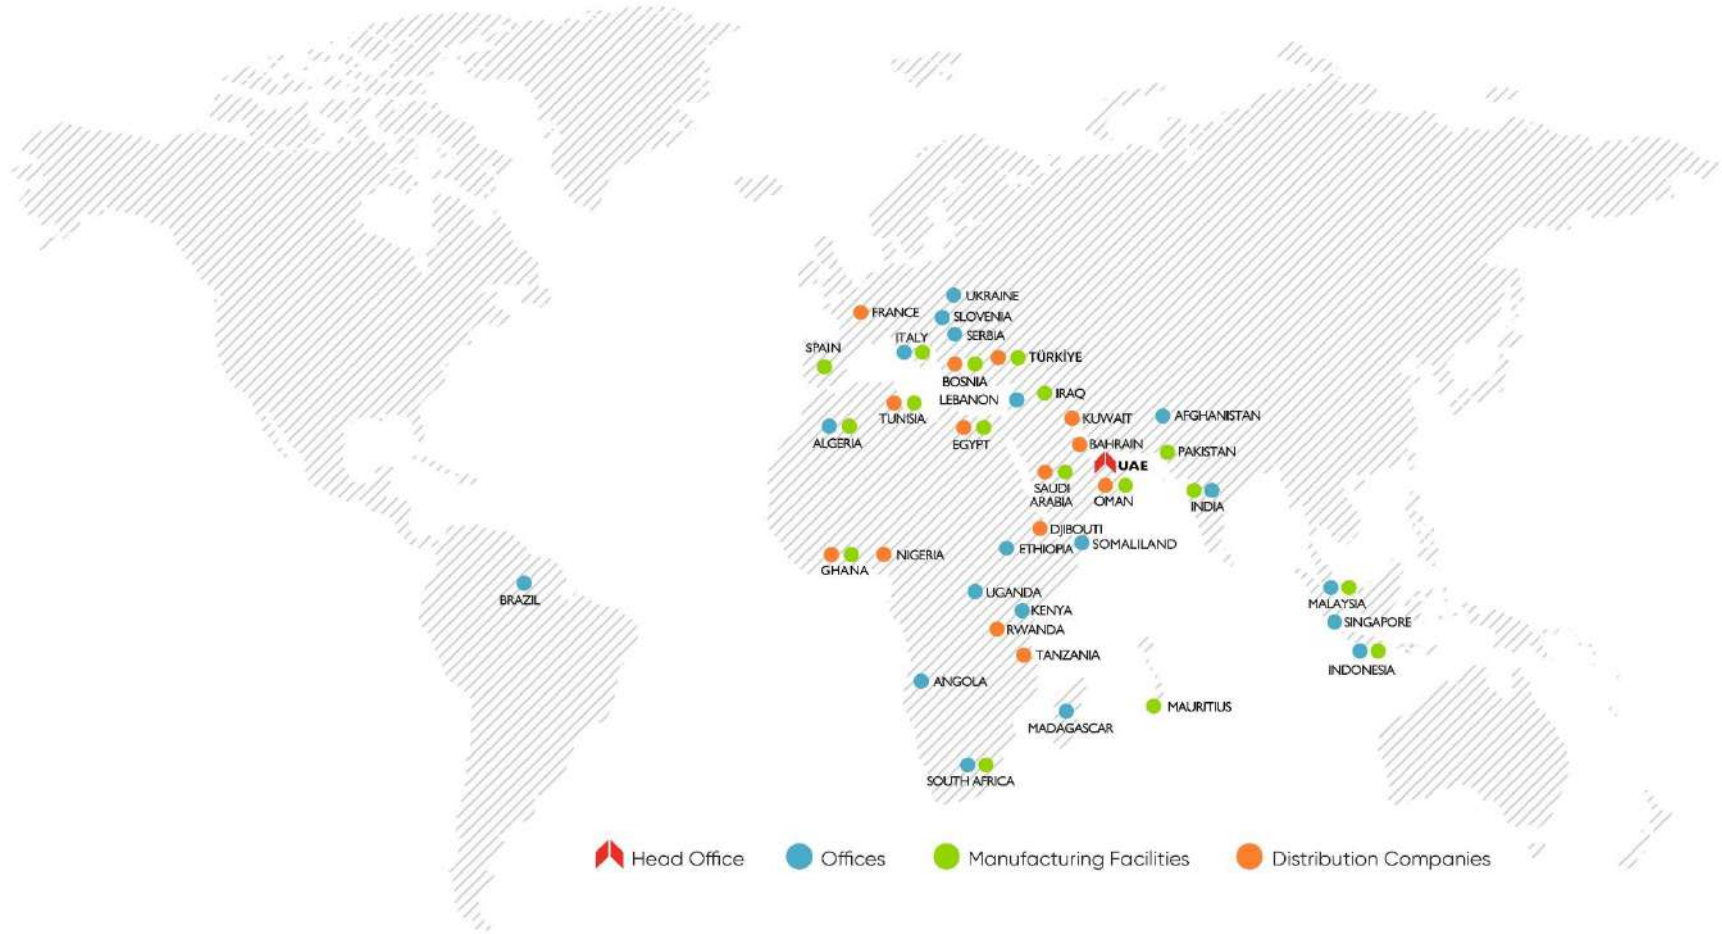 UKRAINE
FRANCE
SLOVENIA
SERBIA
ITALY
SPAIN
TÜRKİYE
BOSNIA
IRAQ
LEBANON
TUNISIA
KUWAIT
AFGHANISTAN
ALGERIA
EGYPT
BAHRAIN
PAKISTAN
UAE
SAUDI
ARABIA
OMAN
INDIA
DJIBOUTI
SOMALILAND
ETHIOPIA
NIGERIA
GHANA
UGANDA
BRAZIL
MALAYSIA
KENYA
SINGAPORE
RWANDA
TANZANIA
INDONESIA
ANGOLA
MAURITIUS
MADAGASCAR
SOUTH AFRICA
Head Office
Offices
Manufacturing Facilities
Distribution Companies